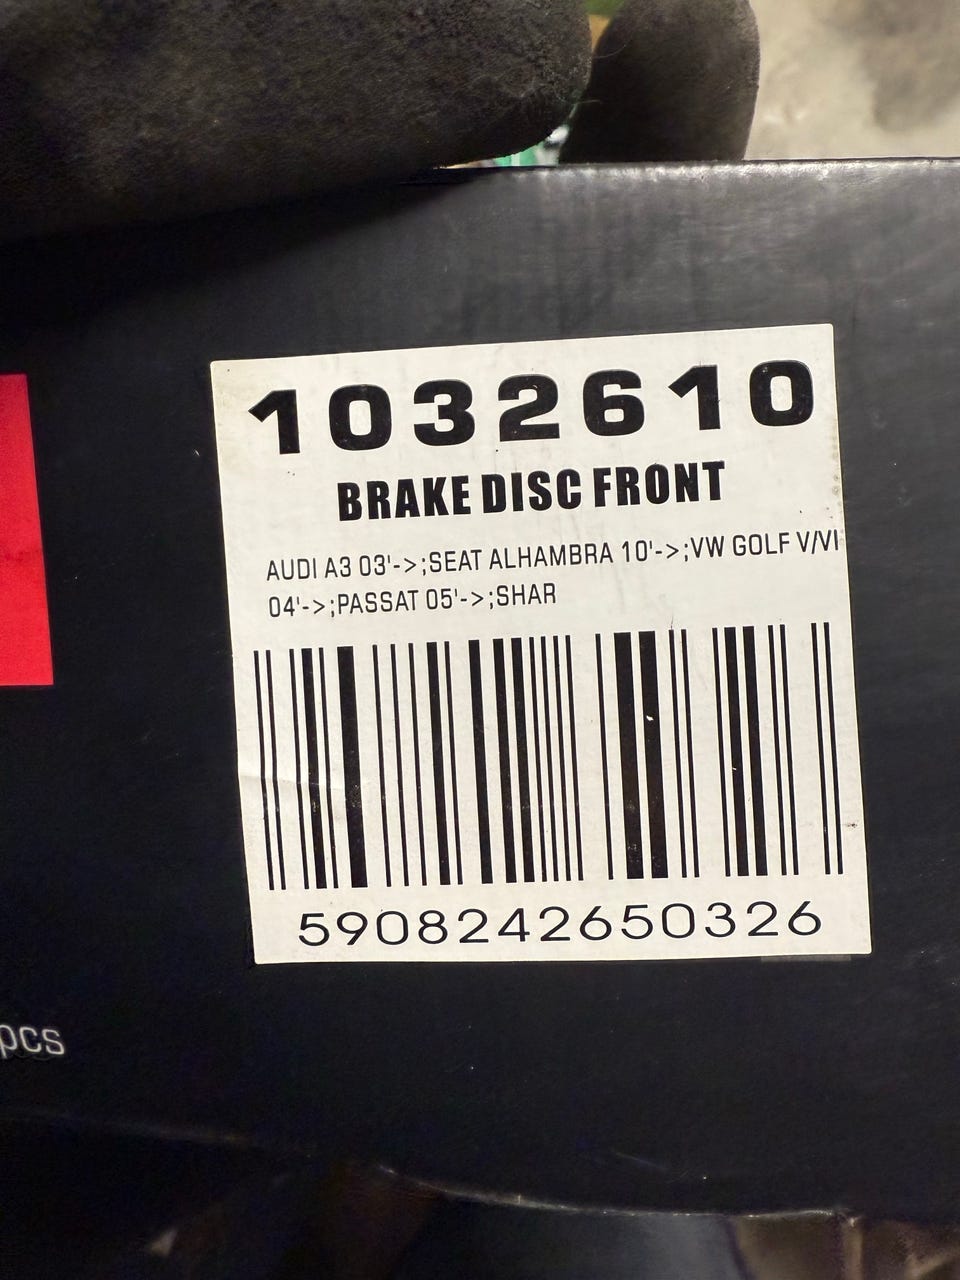 1032610
BRAKE DISC FRONT
AUDI A3 03'->;SEAT ALHAMBRA 10'->;VW GOLF V/VI
04'->;PASSAT 05'->;SHAR
5908242650326
pcs